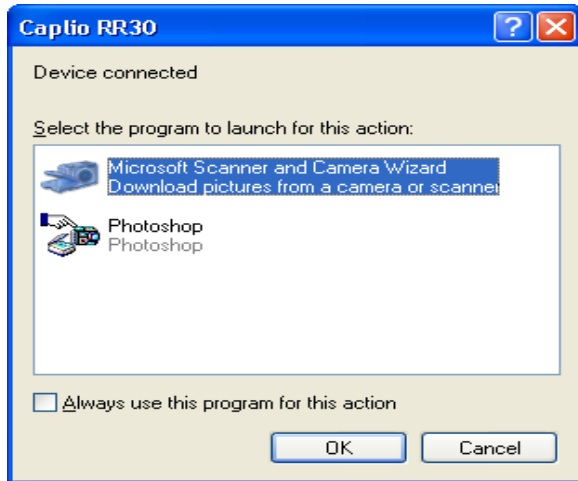 Caplio RR30
Device connected
Select the program to launch for this action:
Microsoft Scanner and Camera Wizard
Download pictures from a camera or scanner
Photoshop
Photoshop
Always use this program for this action
OK
Cancel